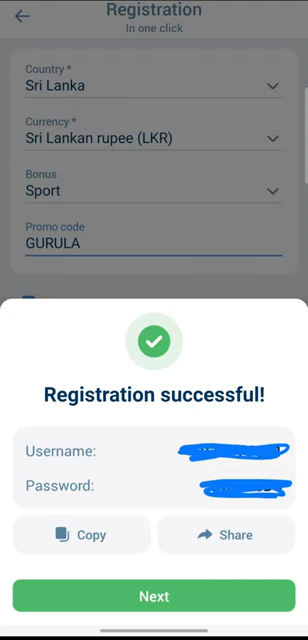 Registration
In one click
Country *
Sri Lanka
Currency *
Sri Lankan rupee (LKR)
Bonus
Sport
Promo code
GURULA
Registration successful!
Username:
Password:
Copy
Share
Next